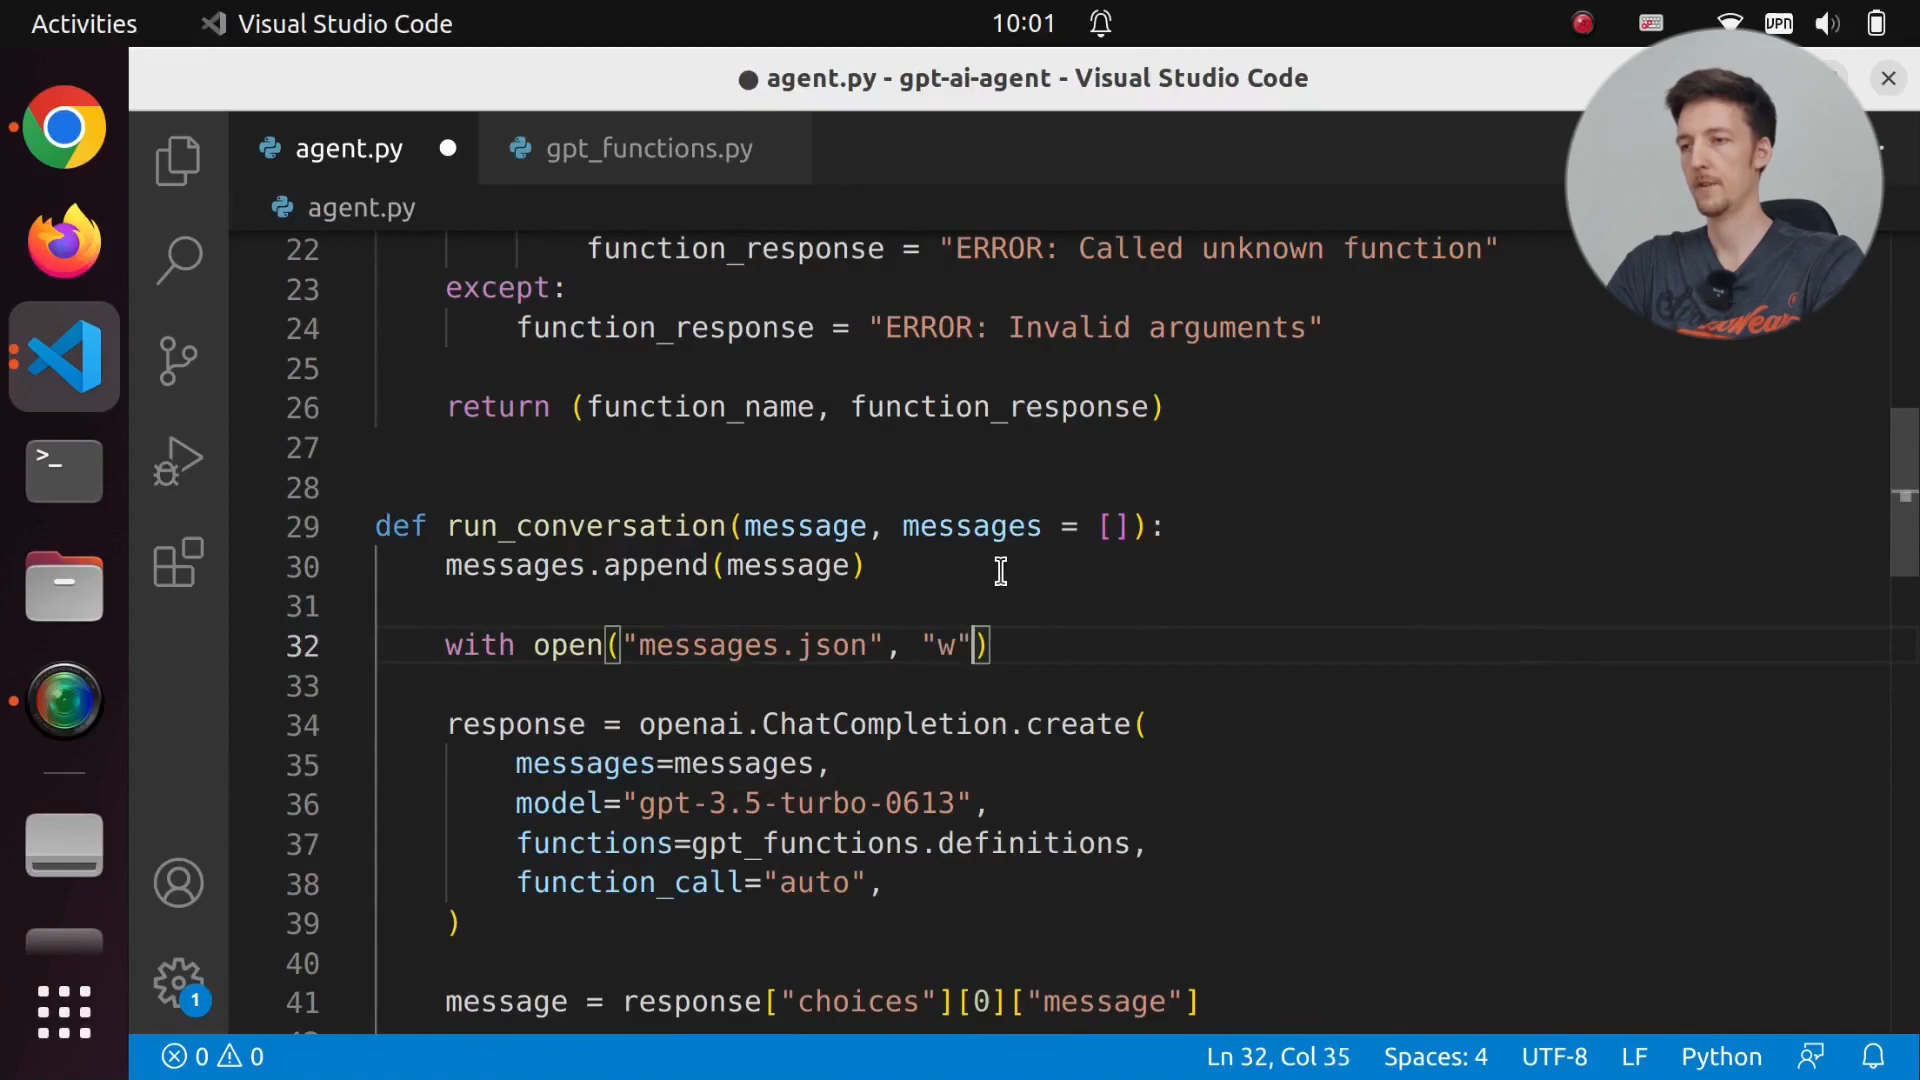 Activities
Visual Studio Code
10:01
VPN
● agent.py - gpt-ai-agent - Visual Studio Code
agent.py
gpt_functions.py
agent.py
22 function_response = "ERROR: Called unknown function"
23 except:
24 function_response = "ERROR: Invalid arguments"
25
26 return (function_name, function_response)
27
28
29 def run_conversation(message, messages = []):
30 messages.append(message)
31
32 with open("messages.json", "w")
33
34 response = openai.ChatCompletion.create(
35 messages=messages,
36 model="gpt-3.5-turbo-0613",
37 functions=gpt_functions.definitions,
38 function_call="auto",
39 )
40
41 message = response["choices"][0]["message"]
1
0 0
Ln 32, Col 35
Spaces: 4
UTF-8
LF
Python